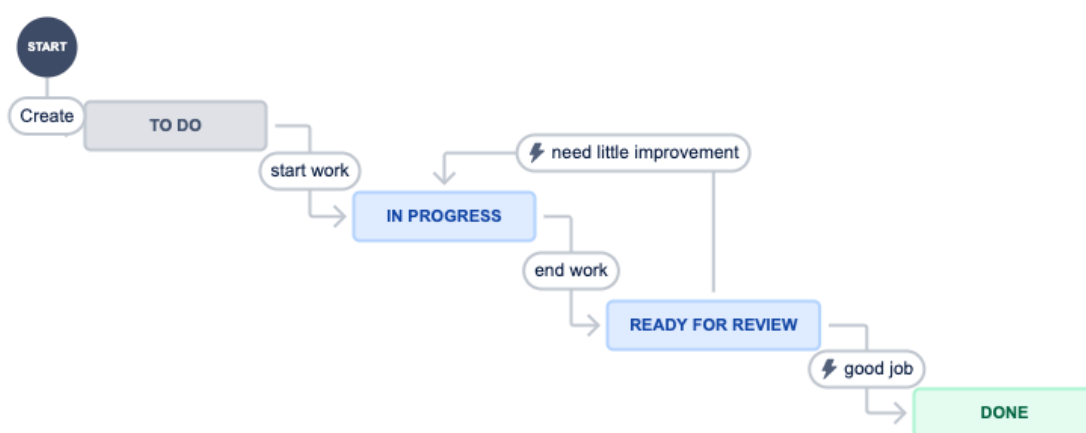 START
Create
TO DO
start work
need little improvement
IN PROGRESS
end work
READY FOR REVIEW
good job
DONE